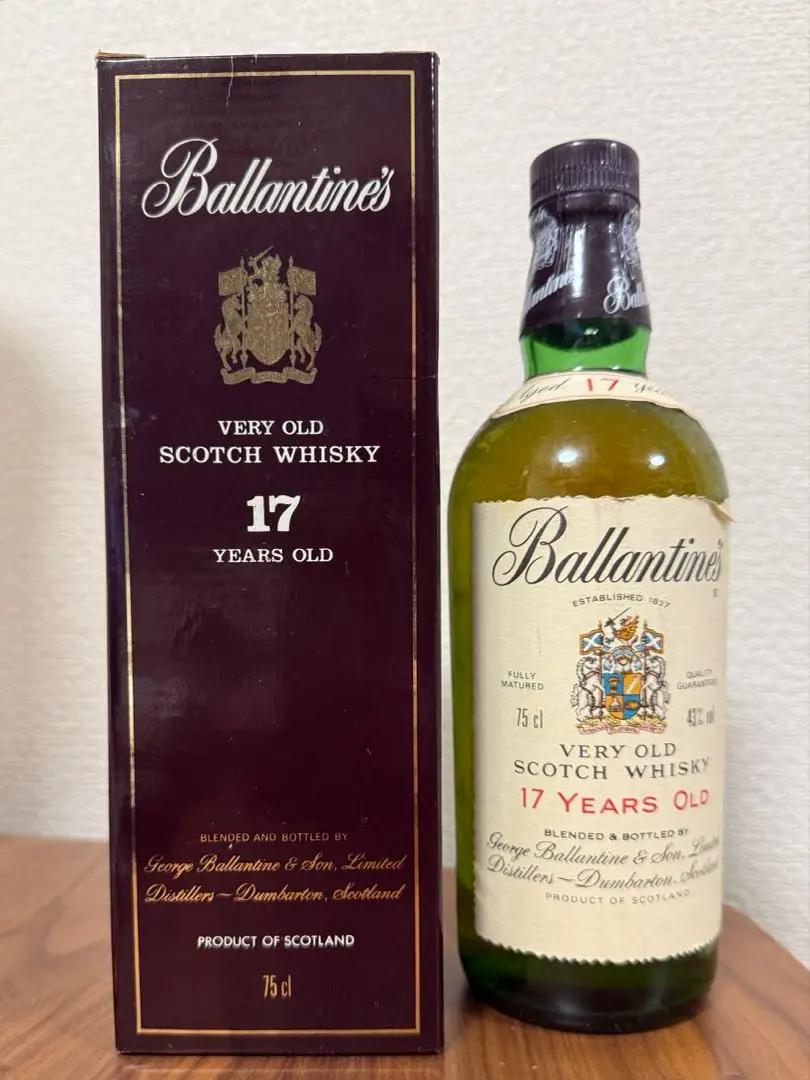 Ballantine's
VERY OLD
SCOTCH WHISKY
17
YEARS OLD
BLENDED AND BOTTLED BY
George Ballantine & Son, Limited
Distillers — Dumbarton, Scotland
PRODUCT OF SCOTLAND
75 cl
Aged 17 Years
Ballantine's
ESTABLISHED 1827
FULLY
MATURED
QUALITY
GUARANTEED
75 cl
43% vol
VERY OLD
SCOTCH WHISKY
17 YEARS OLD
BLENDED & BOTTLED BY
George Ballantine & Son,
Distillers — Dumbarton,
PRODUCT OF SCOTLAND